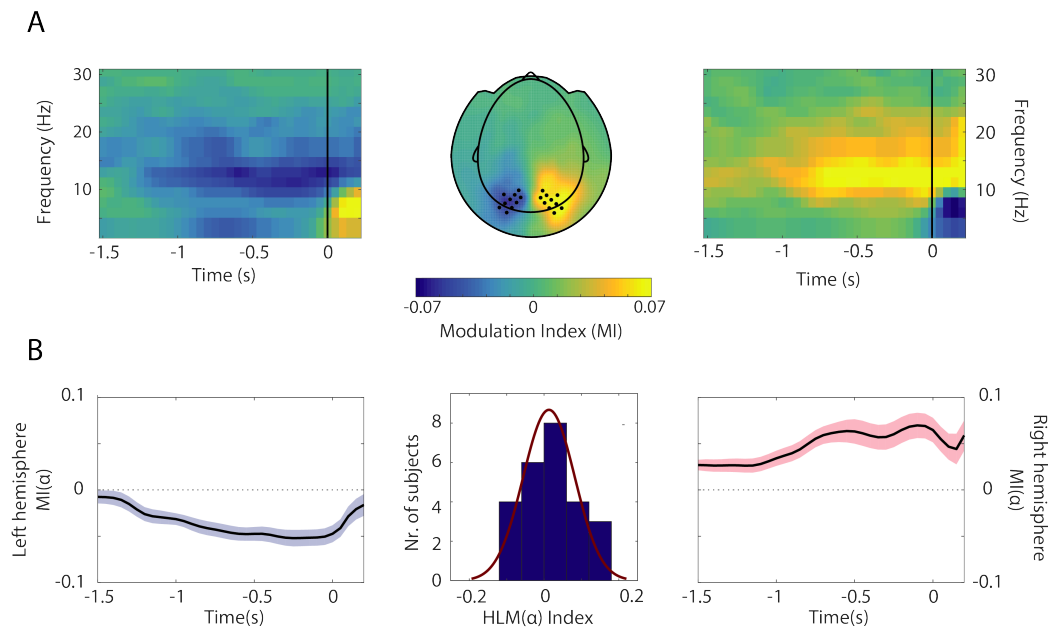 A
30
20
10
Frequency (Hz)
-1.5
-1
-0.5
0
Time (s)
-0.07
0
0.07
Modulation Index (MI)
30
20
10
Frequency (Hz)
-1.5
-1
-0.5
0
Time (s)
B
0.1
0
-0.1
Left hemisphere
MI(α)
-1.5
-1
-0.5
0
Time(s)
8
6
4
2
0
Nr. of subjects
-0.2
0
0.2
HLM(α) Index
0.1
0
-0.1
Right hemisphere
MI(α)
-1.5
-1
-0.5
0
Time(s)